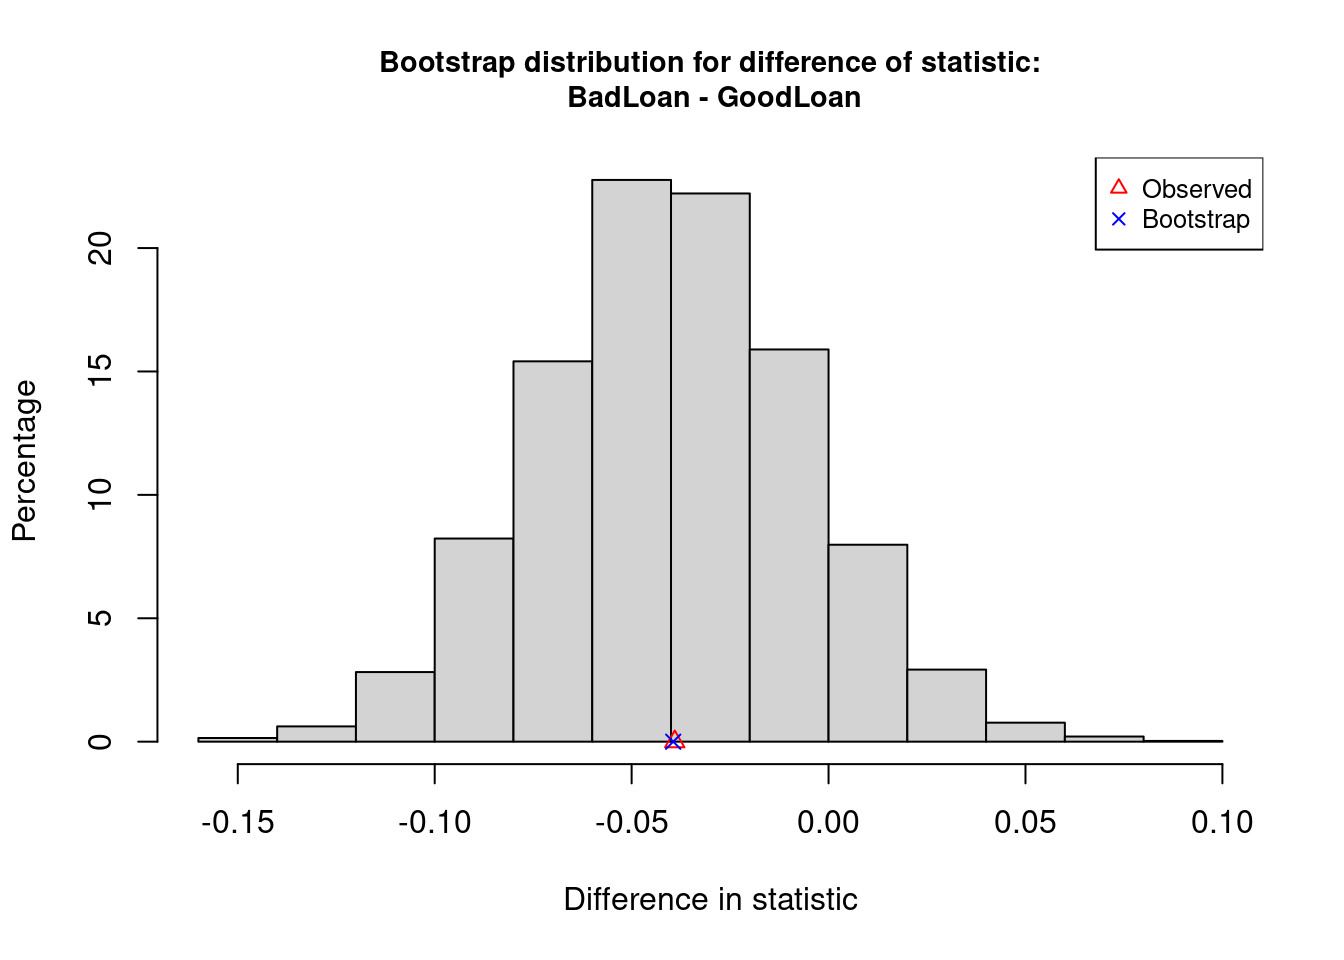 Bootstrap distribution for difference of statistic:
BadLoan - GoodLoan
Observed
Bootstrap
Percentage
20
15
10
5
0
-0.15 -0.10 -0.05 0.00 0.05 0.10
Difference in statistic